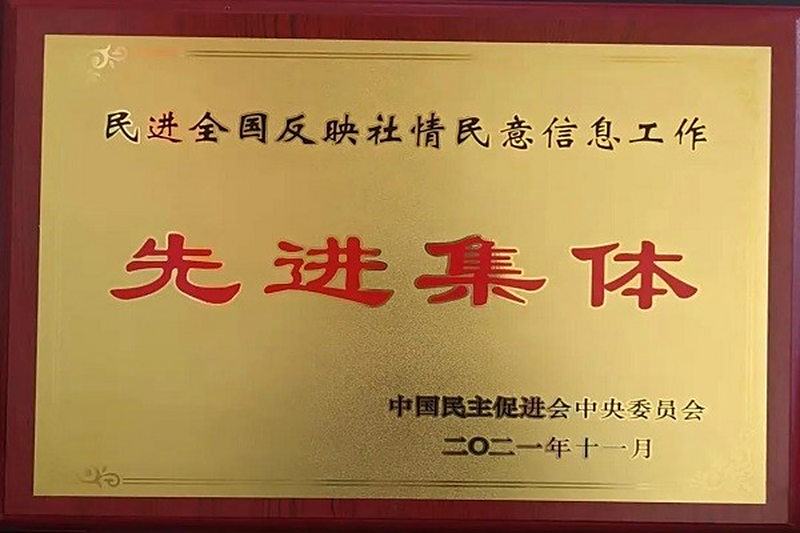 民进全国反映社情民意信息工作
先进集体
中国民主促进会中央委员会
二〇二一年十一月